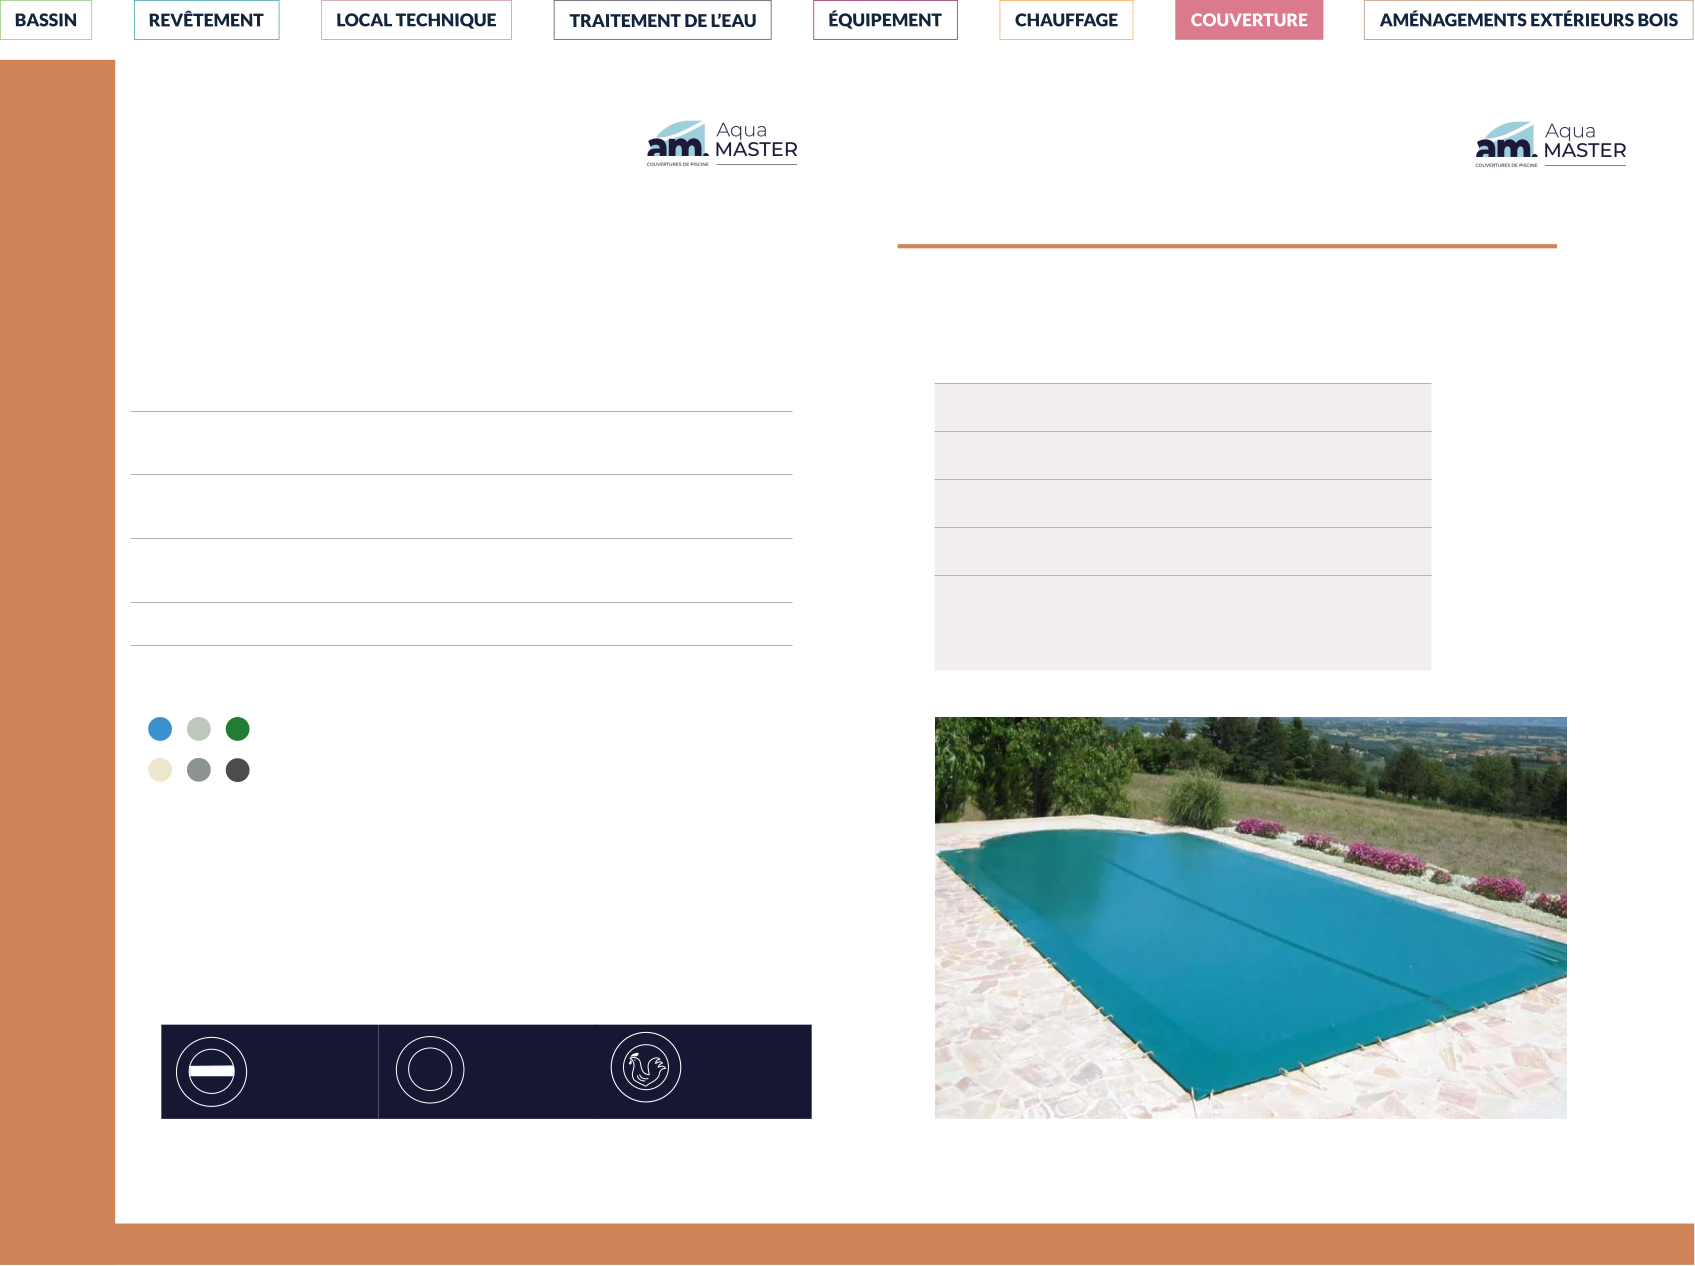 BASSIN REVÊTEMENT LOCAL TECHNIQUE TRAITEMENT DE L'EAU ÉQUIPEMENT CHAUFFAGE COUVERTURE AMÉNAGEMENTS EXTÉRIEURS BOIS
am. Aqua
MASTER
COUVERTURES DE PISCINE
am. Aqua
MASTER
COUVERTURES DE PISCINE